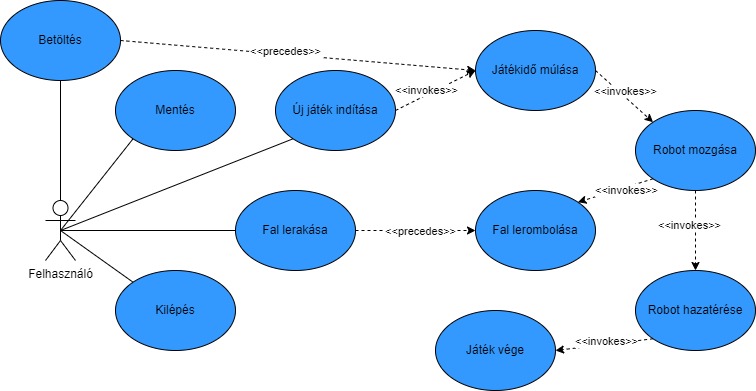 Betöltés
<<precedes>>
Játékidő múlása
<<invokes>>
<<invokes>>
Mentés
Új játék indítása
Robot mozgása
<<invokes>>
Fal lerakása
<<precedes>>
Fal lerombolása
<<invokes>>
Felhasználó
Kilépés
Robot hazatérése
<<invokes>>
Játék vége